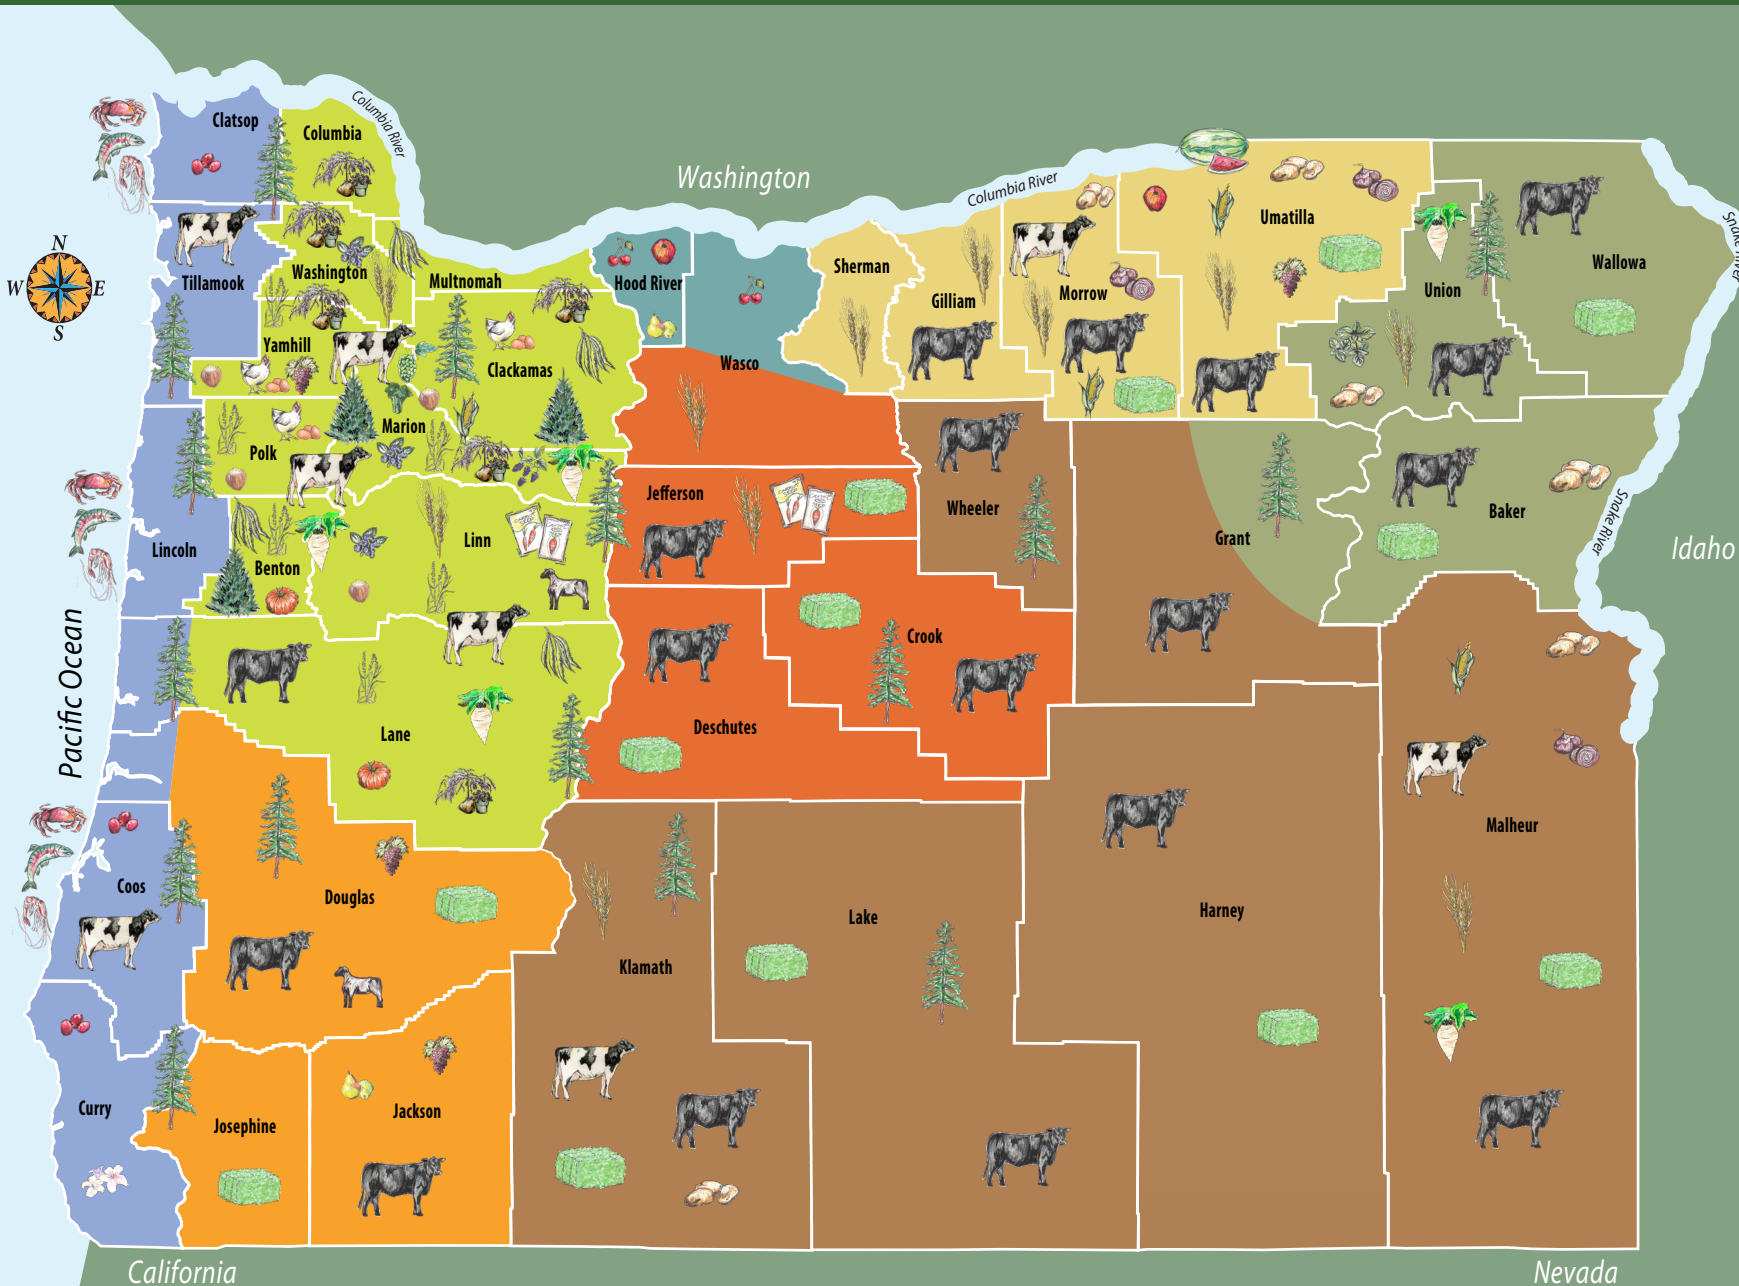 Clatsop
Columbia
Columbia River
Washington
Columbia River
N
W E
S
Tillamook
Washington
Multnomah
Hood River
Sherman
Gilliam
Morrow
Umatilla
Union
Wallowa
Snake River
Yamhill
Clackamas
Wasco
Marion
Polk
Jefferson
Wheeler
Grant
Baker
Snake River
Idaho
Lincoln
Benton
Linn
Crook
Pacific Ocean
Lane
Deschutes
Malheur
Coos
Douglas
Klamath
Lake
Harney
Curry
Josephine
Jackson
California
Nevada